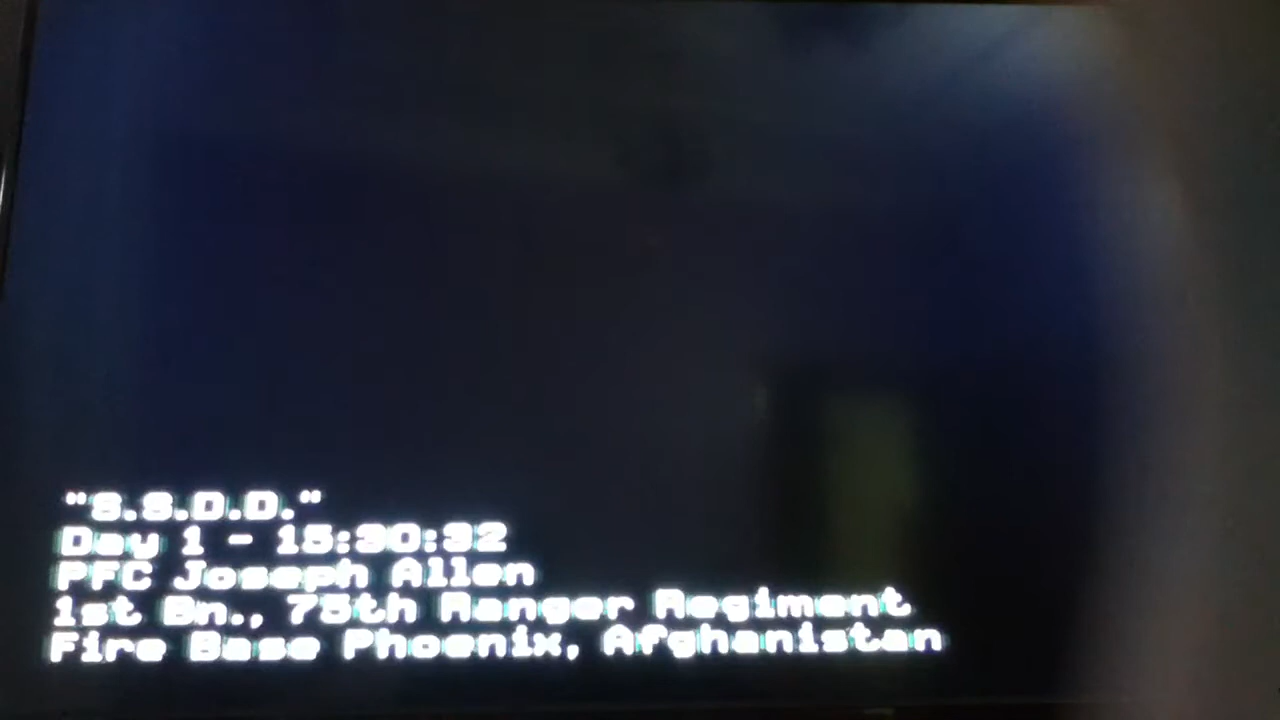 "S.S.D.D."
Day 1 - 15:30:32
PFC Joseph Allen
1st Bn., 75th Ranger Regiment
Fire Base Phoenix, Afghanistan